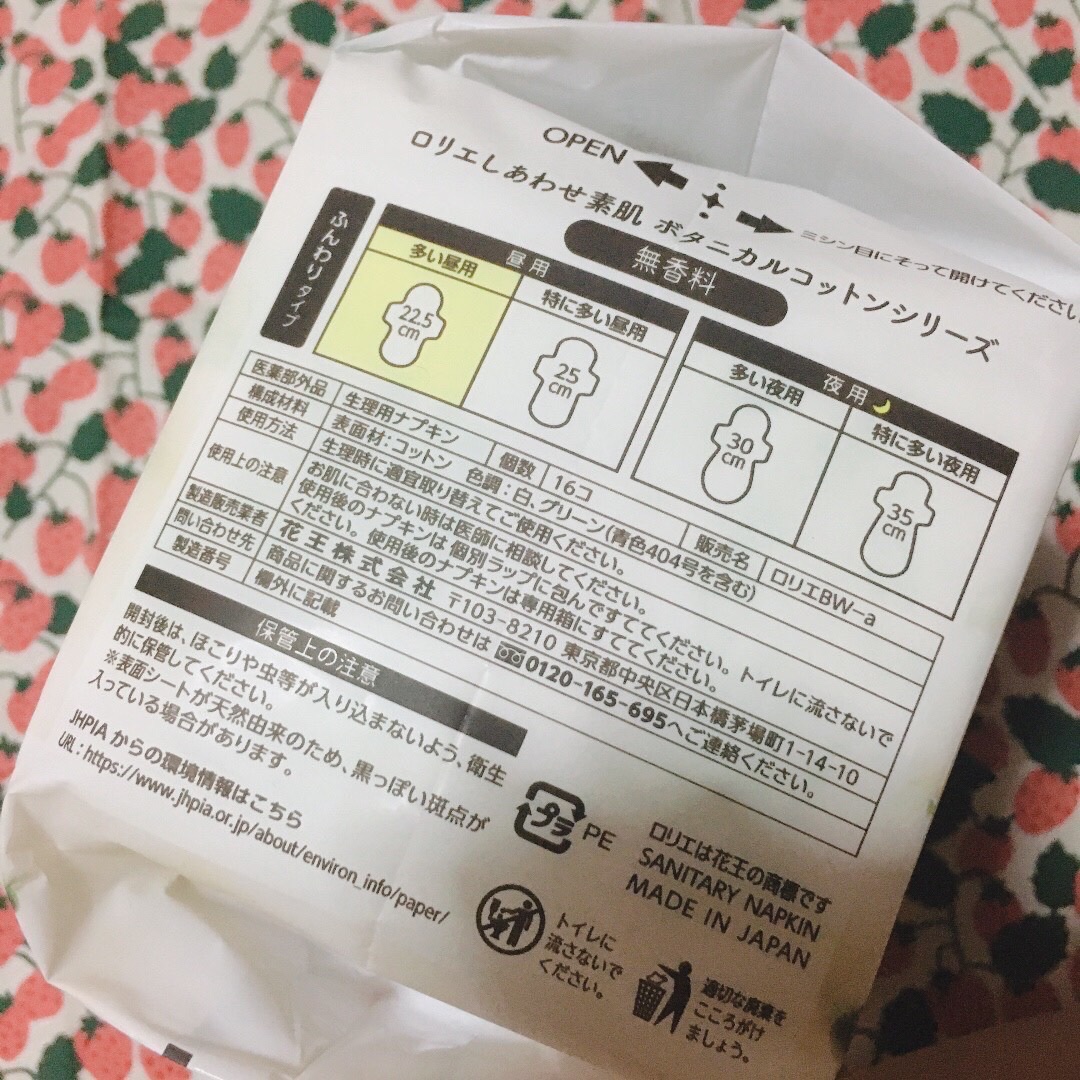 OPEN
ミシン目にそって開けてください
ロリエしあわせ素肌 ボタニカルコットンシリーズ
無香料
ふんわりタイプ
昼用
多い昼用
22.5
cm
特に多い昼用
25
cm
夜用
多い夜用
30
cm
特に多い夜用
35
cm
医薬部外品 生理用ナプキン 個数 16コ 販売名 ロリエBW-a
構成材料 表面材:コットン 色調:白、グリーン(青色404号を含む)
使用方法 生理時に適宜取り替えてご使用ください。
使用上の注意 お肌に合わない時は医師に相談してください。
使用後のナプキンは個別ラップに包んですててください。トイレに流さないで
ください。使用後のナプキンは専用箱にすててください。
製造販売業者 花王株式会社 〒103-8210 東京都中央区日本橋茅場町1-14-10
問い合わせ先 商品に関するお問い合わせは 0120-165-695へご連絡ください。
製造番号 欄外に記載
保管上の注意
開封後は、ほこりや虫等が入り込まないよう、衛生
的に保管してください。
※表面シートが天然由来のため、黒っぽい斑点が
入っている場合があります。
JHPIAからの環境情報はこちら
URL:https://www.jhpia.or.jp/about/environ_info/paper/
プラ
PE
ロリエは花王の商標です
SANITARY NAPKIN
MADE IN JAPAN
トイレに
流さないで
ください。
適切な廃棄を
こころがけ
ましょう。